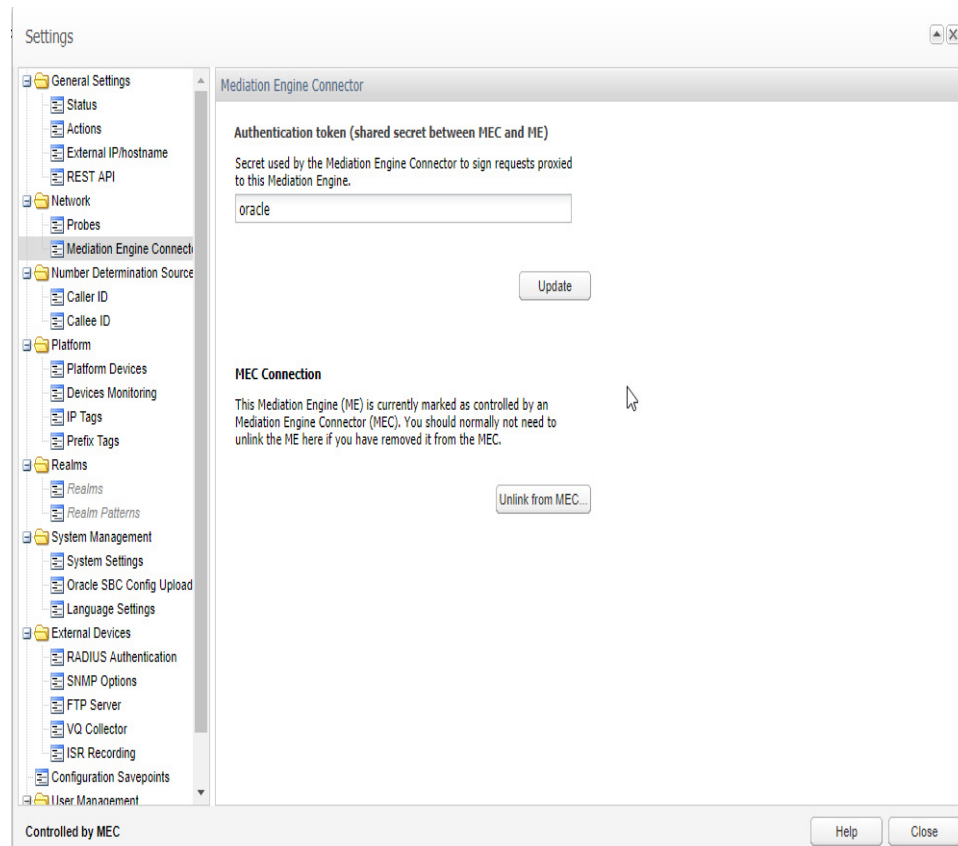 Settings
General Settings
Status
Actions
External IP/hostname
REST API
Network
Probes
Mediation Engine Connect
Number Determination Source
Caller ID
Callee ID
Platform
Platform Devices
Devices Monitoring
IP Tags
Prefix Tags
Realms
Realms
Realm Patterns
System Management
System Settings
Oracle SBC Config Upload
Language Settings
External Devices
RADIUS Authentication
SNMP Options
FTP Server
VQ Collector
ISR Recording
Configuration Savepoints
User Management
Mediation Engine Connector
Authentication token (shared secret between MEC and ME)
Secret used by the Mediation Engine Connector to sign requests proxied
to this Mediation Engine.
oracle
Update
MEC Connection
This Mediation Engine (ME) is currently marked as controlled by an
Mediation Engine Connector (MEC). You should normally not need to
unlink the ME here if you have removed it from the MEC.
Unlink from MEC...
Controlled by MEC
Help
Close